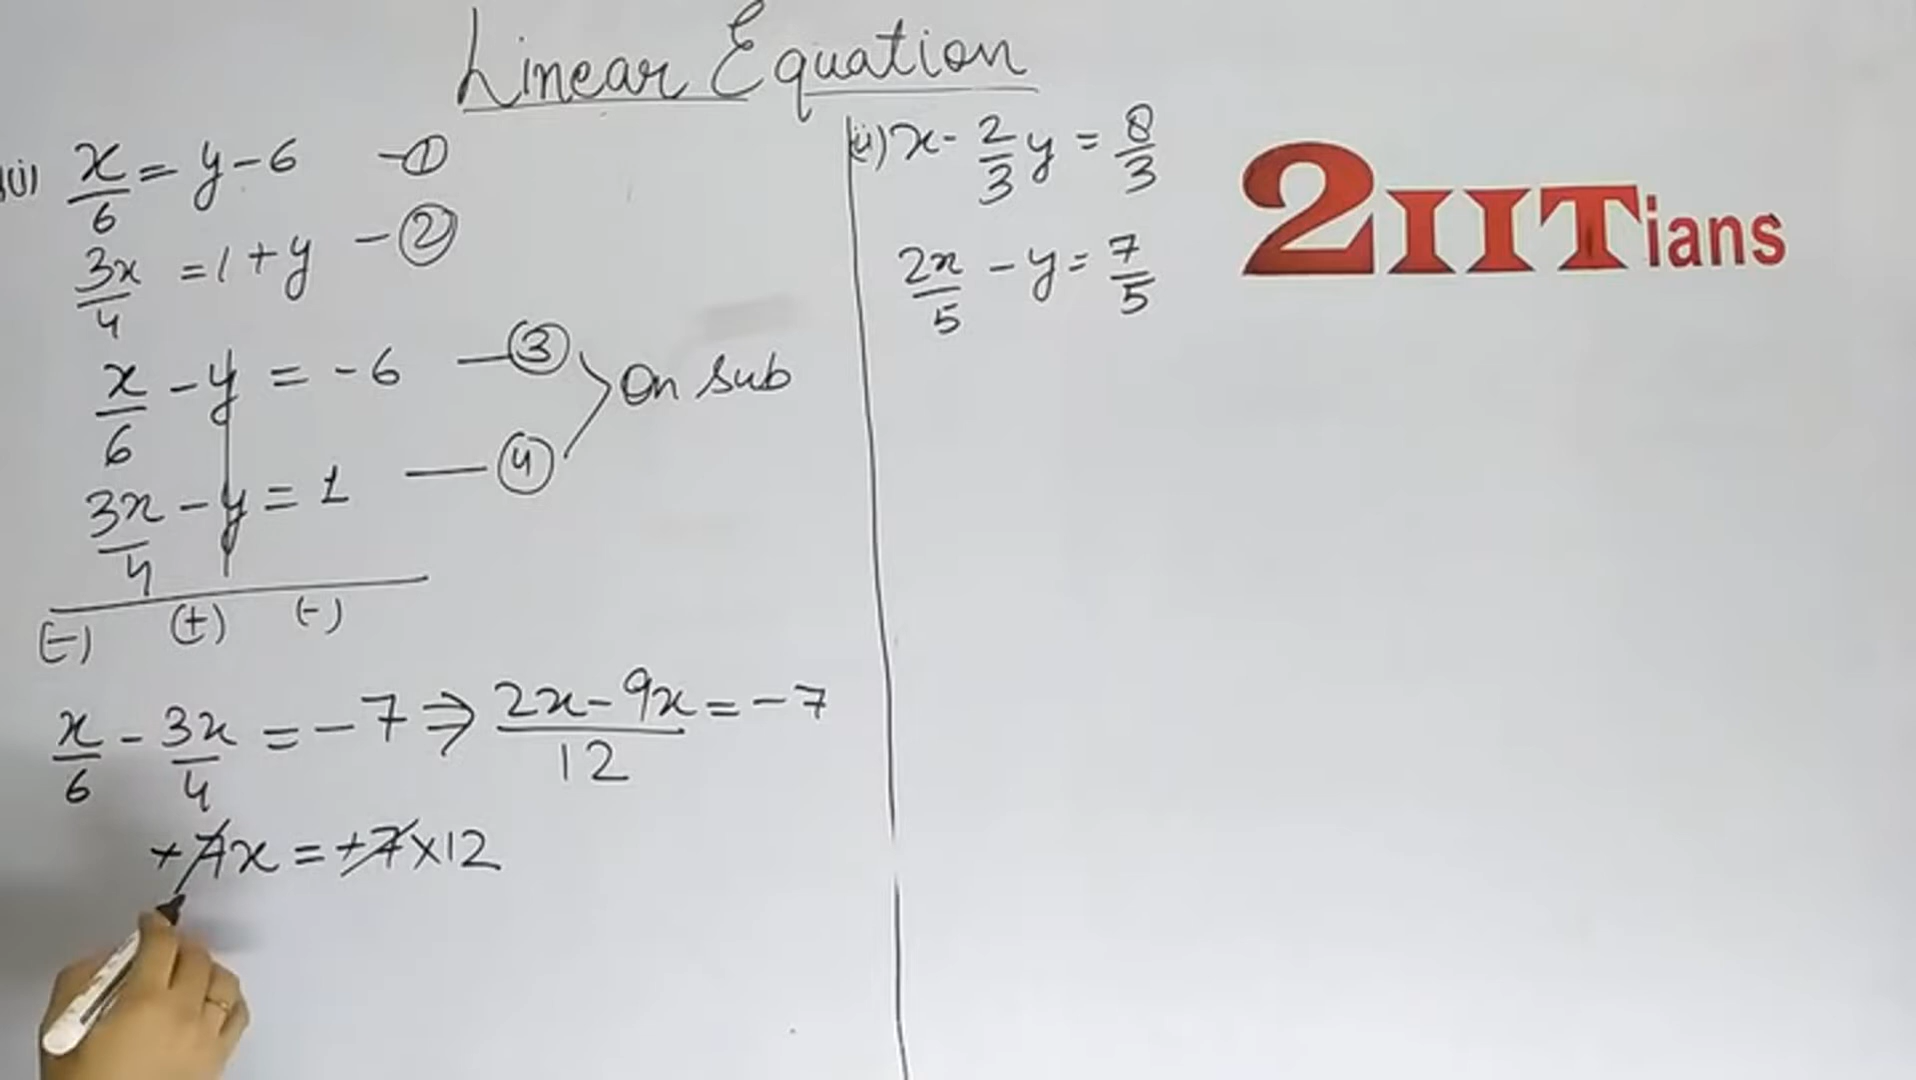 Linear Equation
iii) x/6 = y - 6 —①
3x/4 = 1 + y —②
x/6 - y = -6 —③
On sub
3x/4 - y = 1 —④
(-) (+) (-)
x/6 - 3x/4 = -7 ⇒ (2x - 9x)/12 = -7
+7x = +7 × 12
ii) x - 2/3 y = 8/3
2x/5 - y = 7/5
2IITians